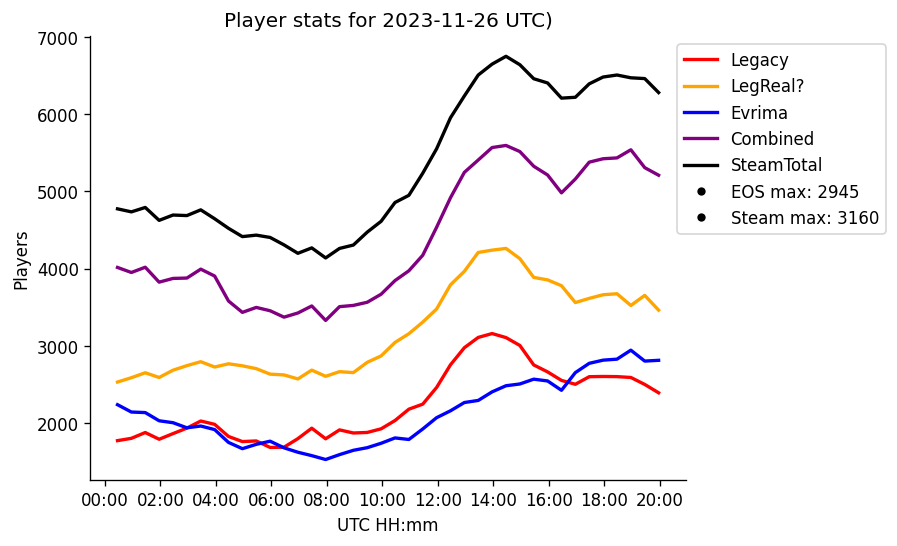 Player stats for 2023-11-26 UTC)
7000
6000
5000
4000
3000
2000
Players
00:00 02:00 04:00 06:00 08:00 10:00 12:00 14:00 16:00 18:00 20:00
UTC HH:mm
Legacy
LegReal?
Evrima
Combined
SteamTotal
EOS max: 2945
Steam max: 3160